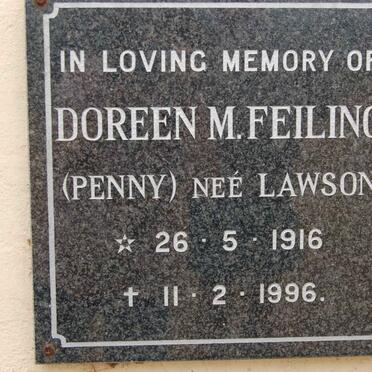 IN LOVING MEMORY OF
DOREEN M. FEILING
(PENNY) NEÉ LAWSON
☆ 26 · 5 · 1916
✝ 11 · 2 · 1996.